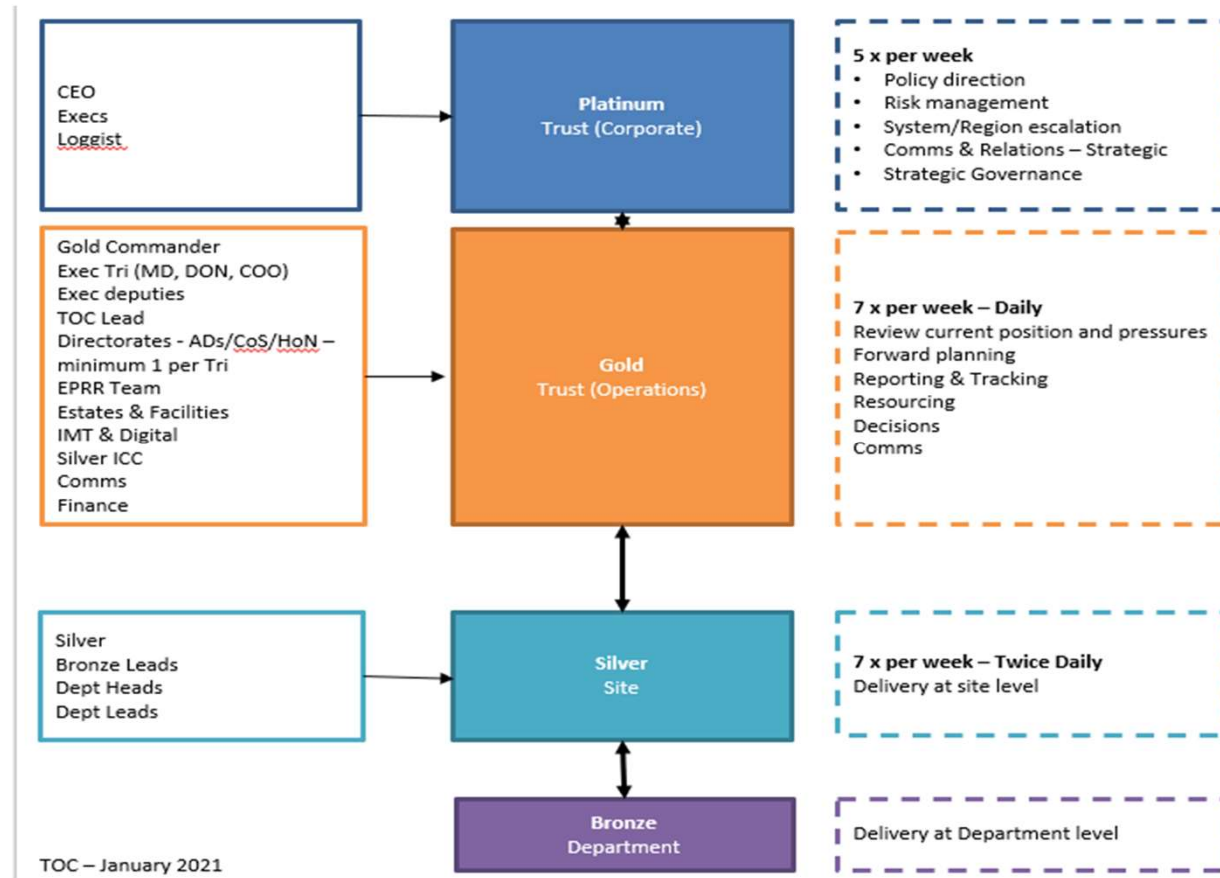 CEO
Execs
Loggist
Platinum
Trust (Corporate)
5 x per week
• Policy direction
• Risk management
• System/Region escalation
• Comms & Relations – Strategic
• Strategic Governance
Gold Commander
Exec Tri (MD, DON, COO)
Exec deputies
TOC Lead
Directorates - ADs/CoS/HoN –
minimum 1 per Tri
EPRR Team
Estates & Facilities
IMT & Digital
Silver ICC
Comms
Finance
Gold
Trust (Operations)
7 x per week – Daily
Review current position and pressures
Forward planning
Reporting & Tracking
Resourcing
Decisions
Comms
Silver
Bronze Leads
Dept Heads
Dept Leads
Silver
Site
7 x per week – Twice Daily
Delivery at site level
Bronze
Department
Delivery at Department level
TOC – January 2021